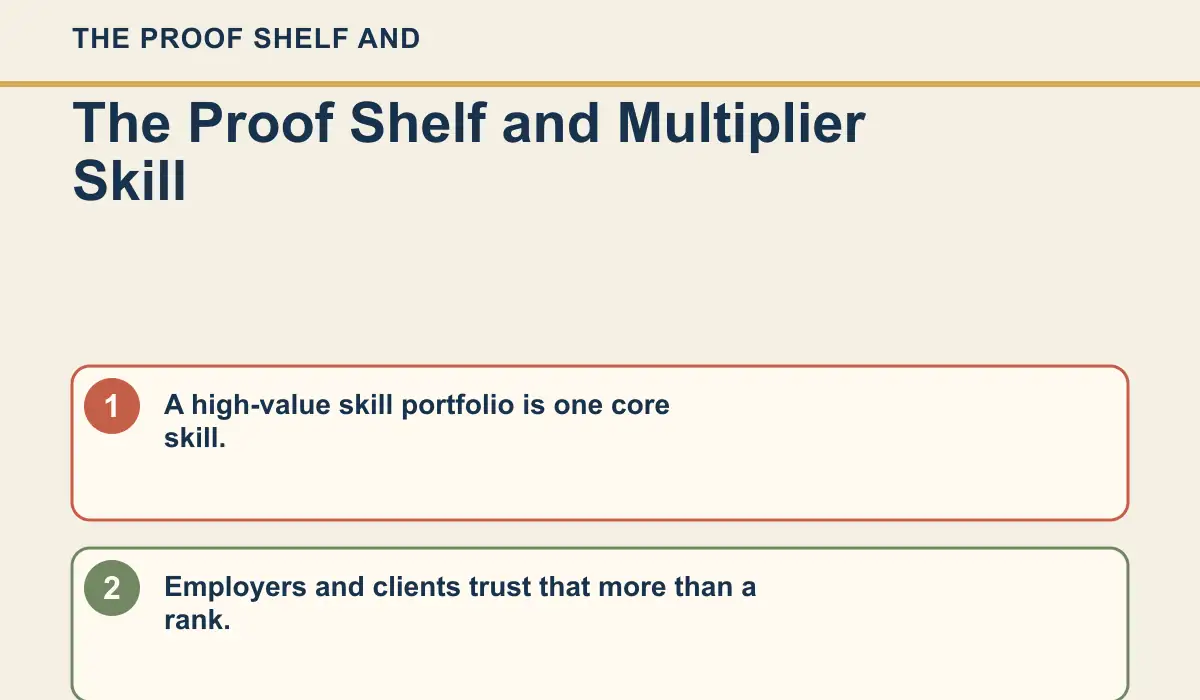 THE PROOF SHELF AND
The Proof Shelf and Multiplier
Skill
1
A high-value skill portfolio is one core
skill.
2
Employers and clients trust that more than a
rank.